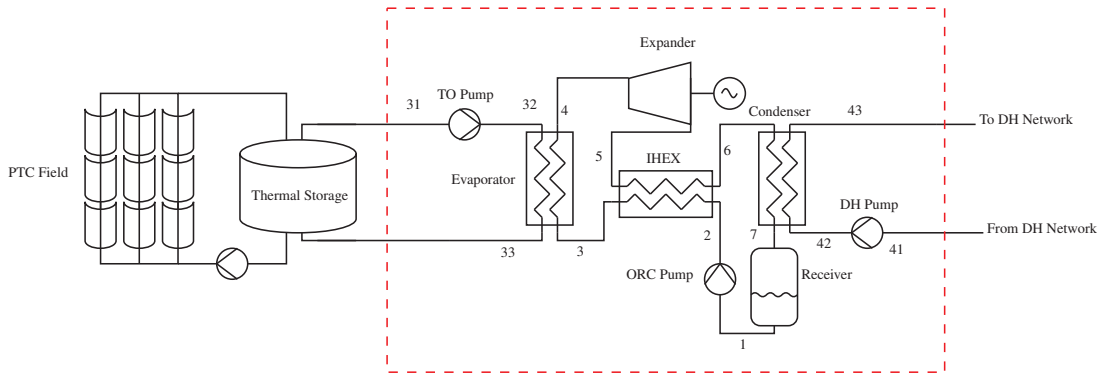 Expander
31
TO Pump
32
4
Condenser
43
To DH Network
PTC Field
Thermal Storage
Evaporator
5
IHEX
6
DH Pump
33
3
2
7
42
41
From DH Network
ORC Pump
Receiver
1